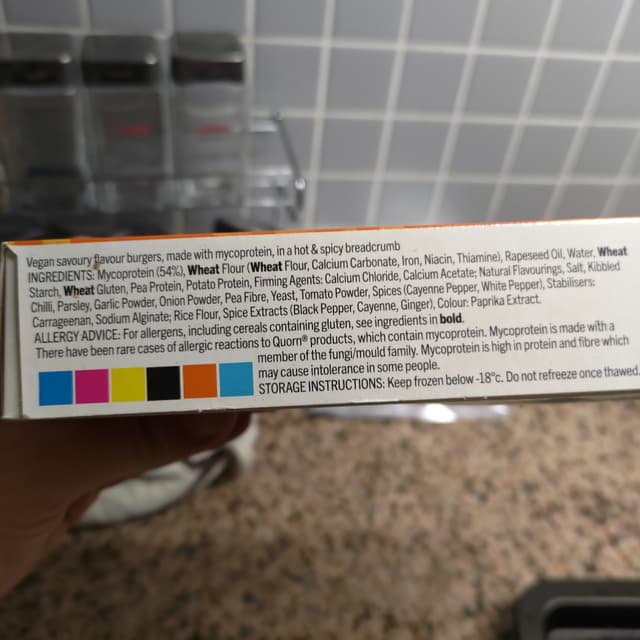 Vegan savoury flavour burgers, made with mycoprotein, in a hot & spicy breadcrumb
INGREDIENTS: Mycoprotein (54%), Wheat Flour (Wheat Flour, Calcium Carbonate, Iron, Niacin, Thiamine), Rapeseed Oil, Water, Wheat
Starch, Wheat Gluten, Pea Protein, Potato Protein, Firming Agents: Calcium Chloride, Calcium Acetate; Natural Flavourings, Salt, Kibbled
Chilli, Parsley, Garlic Powder, Onion Powder, Pea Fibre, Yeast, Tomato Powder, Spices (Cayenne Pepper, White Pepper), Stabilisers:
Carrageenan, Sodium Alginate; Rice Flour, Spice Extracts (Black Pepper, Cayenne, Ginger), Colour: Paprika Extract.
ALLERGY ADVICE: For allergens, including cereals containing gluten, see ingredients in bold.
There have been rare cases of allergic reactions to Quorn® products, which contain mycoprotein. Mycoprotein is made with a
member of the fungi/mould family. Mycoprotein is high in protein and fibre which
may cause intolerance in some people.
STORAGE INSTRUCTIONS: Keep frozen below -18°c. Do not refreeze once thawed.